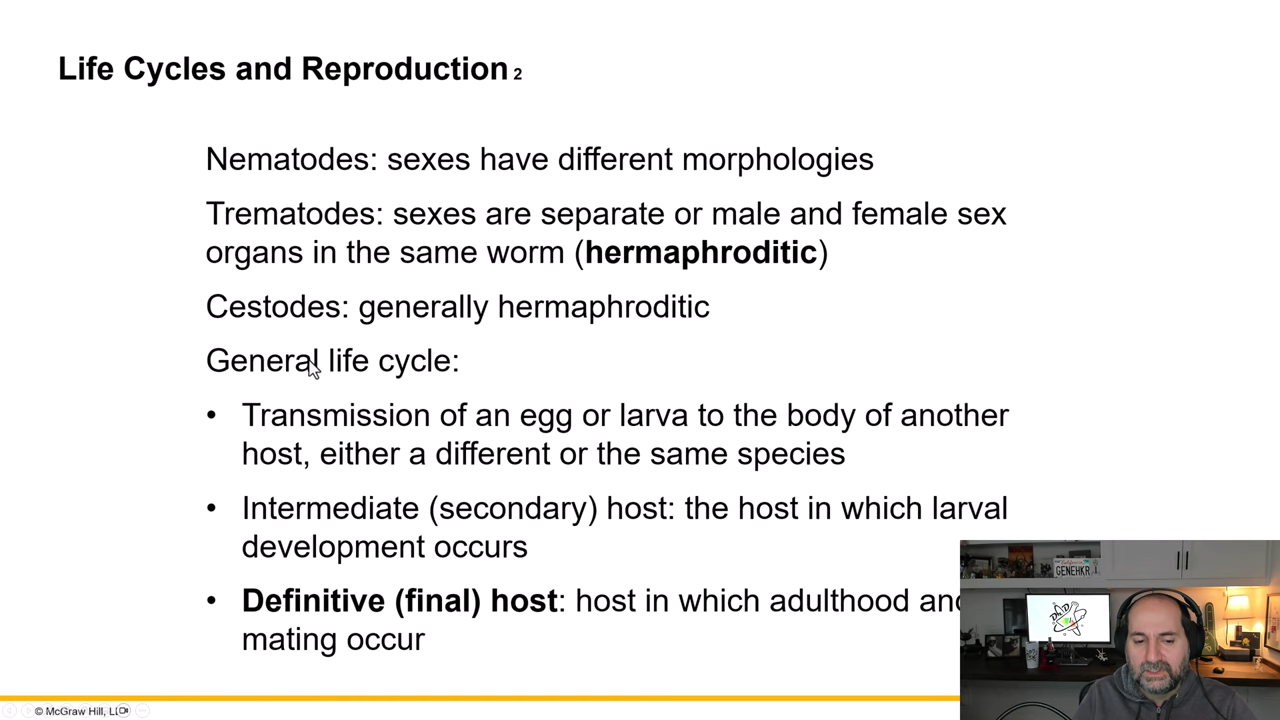 Life Cycles and Reproduction 2
Nematodes: sexes have different morphologies
Trematodes: sexes are separate or male and female sex
organs in the same worm (hermaphroditic)
Cestodes: generally hermaphroditic
General life cycle:
• Transmission of an egg or larva to the body of another
host, either a different or the same species
• Intermediate (secondary) host: the host in which larval
development occurs
• Definitive (final) host: host in which adulthood
mating occur
© McGraw Hill,
GENEHKR